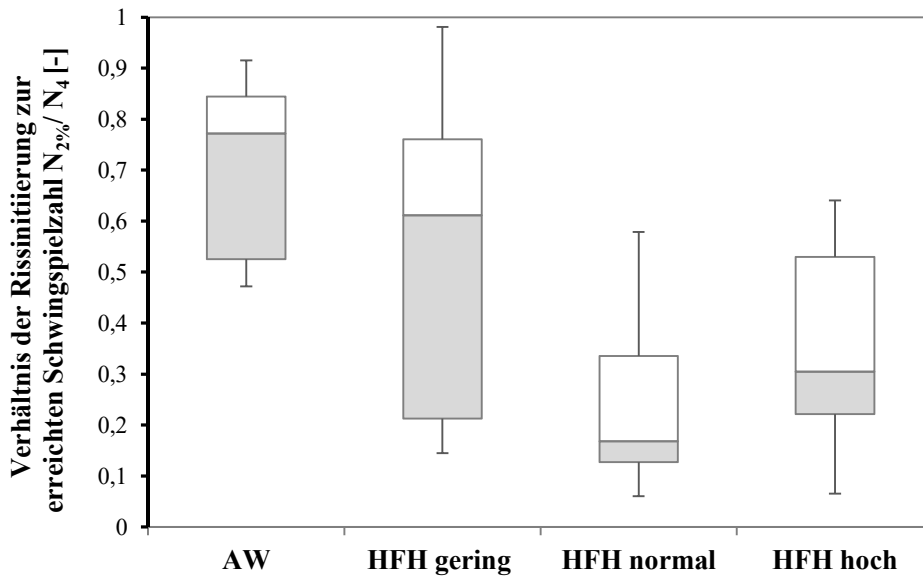 Verhältnis der Rissinitiierung zur
erreichten Schwingspielzahl N2%/ N4 [-]
1
0,9
0,8
0,7
0,6
0,5
0,4
0,3
0,2
0,1
0
AW
HFH gering
HFH normal
HFH hoch